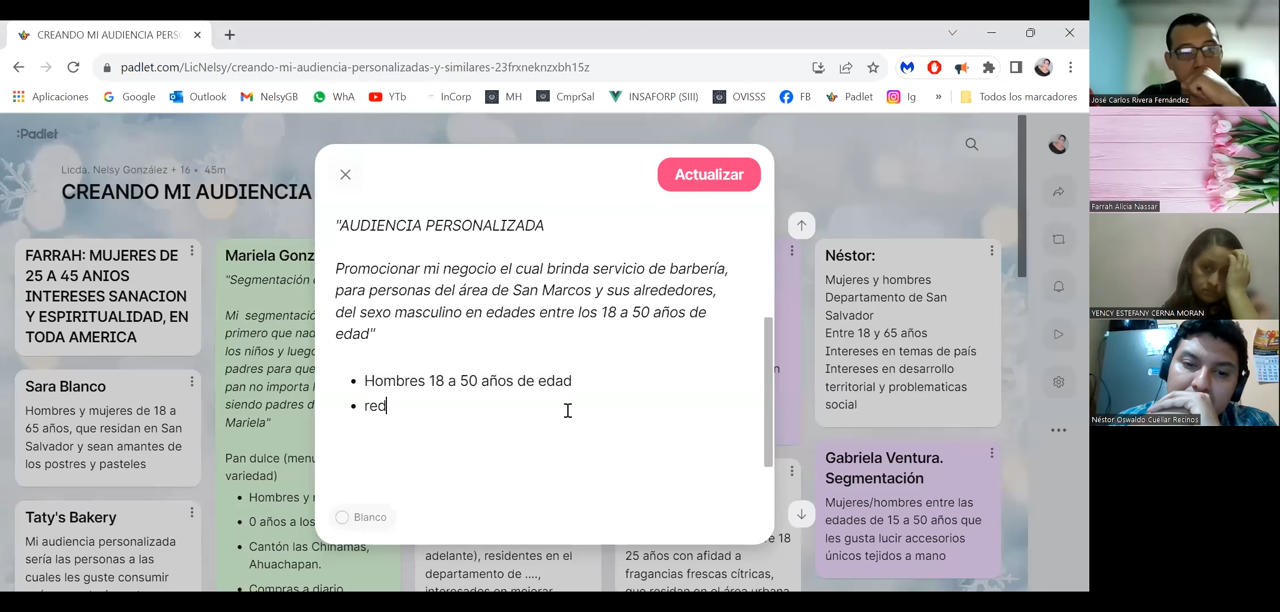 CREANDO MI AUDIENCIA PERS
padlet.com/LicNelsy/creando-mi-audiencia-personalizadas-y-similares-23frxneknzxbh15z
Aplicaciones
Google
Outlook
NelsyGB
WhA
YTb
InCorp
MH
CmprSal
INSAFORP (SIII)
OVISSS
FB
Padlet
Ig
»
Todos los marcadores
:Padlet
Licda. Nelsy González + 16 • 45m
CREANDO MI AUDIENCIA
FARRAH: MUJERES DE
25 A 45 ANIOS
INTERESES SANACION
Y ESPIRITUALIDAD, EN
TODA AMERICA
Sara Blanco
Hombres y mujeres de 18 a
65 años, que residan en San
Salvador y sean amantes de
los postres y pasteles
Taty's Bakery
Mi audiencia personalizada
sería las personas a las
cuales les guste consumir
Mariela Gonz
"Segmentación
Mi segmentació
primero que nad
los niños y luego
padres para que
pan no importa l
siendo padres d
Mariela"
Pan dulce (menu
variedad)
• Hombres y
• 0 años a los
• Cantón las Chinamas,
Ahuachapan.
• Compras a diario
Actualizar
"AUDIENCIA PERSONALIZADA
Promocionar mi negocio el cual brinda servicio de barbería,
para personas del área de San Marcos y sus alrededores,
del sexo masculino en edades entre los 18 a 50 años de
edad"
• Hombres 18 a 50 años de edad
• red
Blanco
adelante), residentes en el
departamento de ....,
interesados en mejorar
18
25 años con afidad a
fragancias frescas cítricas,
que residan en el área urbana
Néstor:
Mujeres y hombres
Departamento de San
Salvador
Entre 18 y 65 años
Intereses en temas de país
Intereses en desarrollo
territorial y problematicas
social
Gabriela Ventura.
Segmentación
Mujeres/hombres entre las
edades de 15 a 50 años que
les gusta lucir accesorios
únicos tejidos a mano
José Carlos Rivera Fernández
Farrah Alicia Nassar
YENCY ESTEFANY CERNA MORAN
Néstor Oswaldo Cuellar Recinos